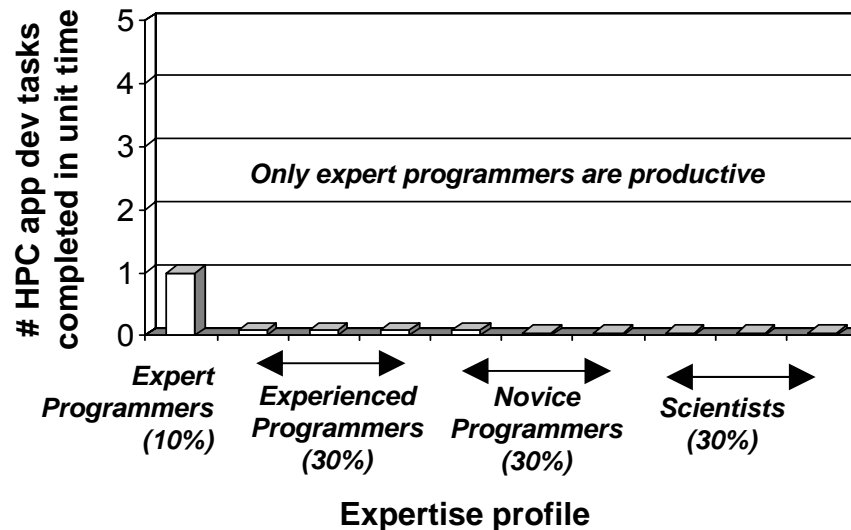 # HPC app dev tasks
completed in unit time
5
4
3
2
1
0
Only expert programmers are productive
Expert
Programmers
(10%)
Experienced
Programmers
(30%)
Novice
Programmers
(30%)
Scientists
(30%)
Expertise profile